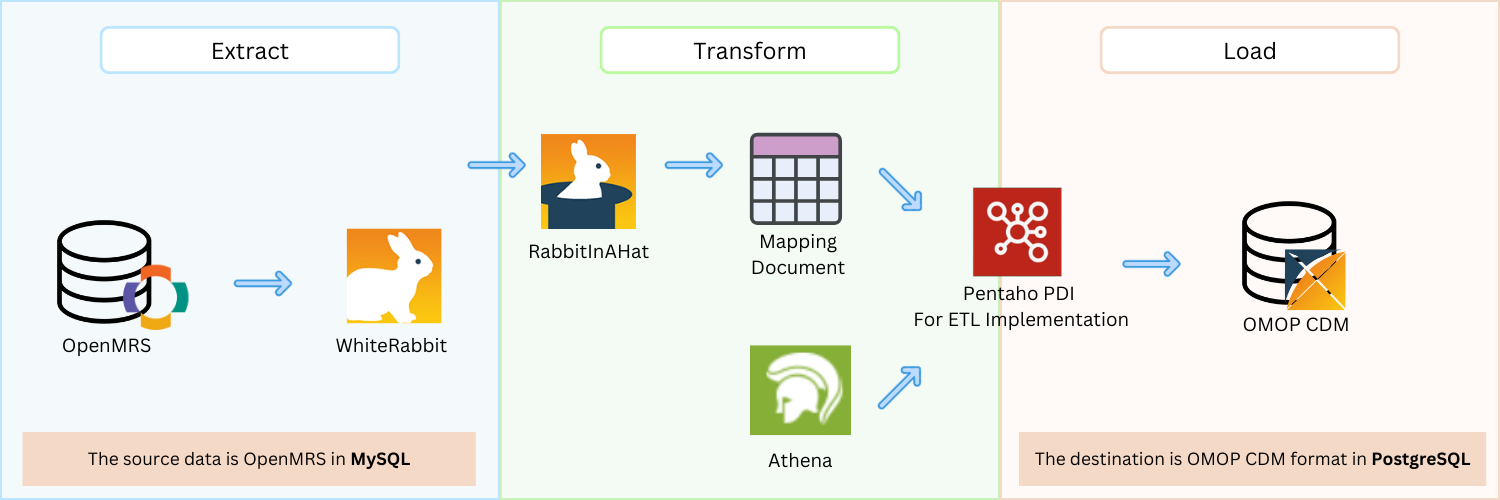 Extract
Transform
Load
OpenMRS
WhiteRabbit
RabbitInAHat
Mapping
Document
Athena
Pentaho PDI
For ETL Implementation
OMOP CDM
The source data is OpenMRS in MySQL
The destination is OMOP CDM format in PostgreSQL